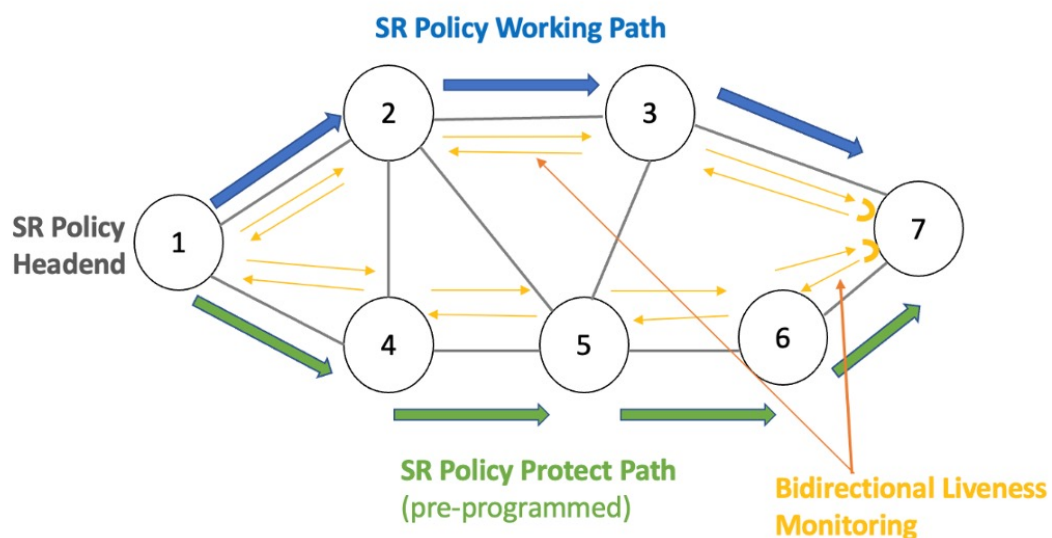 SR Policy Working Path
2
3
SR Policy
Headend
1
7
4
5
6
SR Policy Protect Path
(pre-programmed)
Bidirectional Liveness
Monitoring